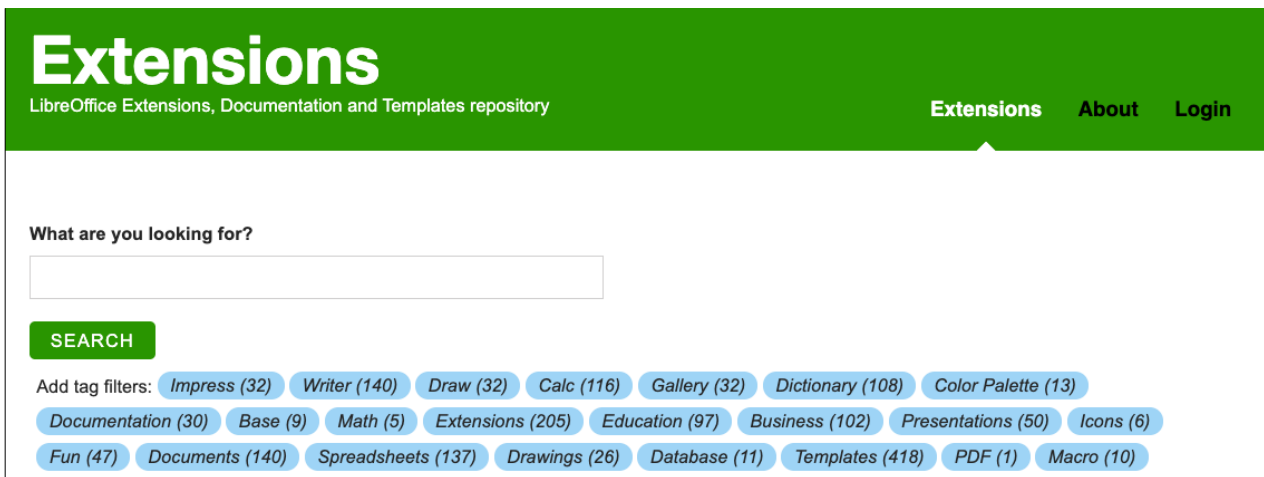 Extensions
LibreOffice Extensions, Documentation and Templates repository
Extensions About Login
What are you looking for?
SEARCH
Add tag filters: Impress (32) Writer (140) Draw (32) Calc (116) Gallery (32) Dictionary (108) Color Palette (13)
Documentation (30) Base (9) Math (5) Extensions (205) Education (97) Business (102) Presentations (50) Icons (6)
Fun (47) Documents (140) Spreadsheets (137) Drawings (26) Database (11) Templates (418) PDF (1) Macro (10)